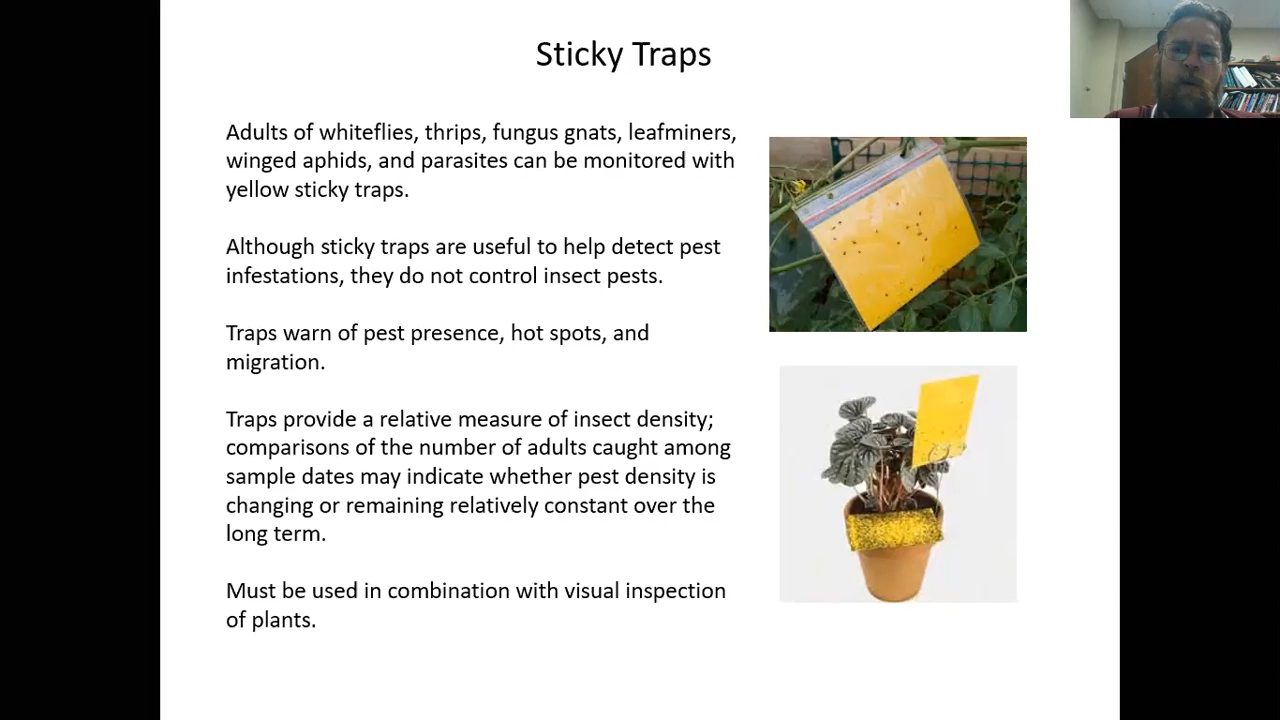 Sticky Traps
Adults of whiteflies, thrips, fungus gnats, leafminers,
winged aphids, and parasites can be monitored with
yellow sticky traps.
Although sticky traps are useful to help detect pest
infestations, they do not control insect pests.
Traps warn of pest presence, hot spots, and
migration.
Traps provide a relative measure of insect density;
comparisons of the number of adults caught among
sample dates may indicate whether pest density is
changing or remaining relatively constant over the
long term.
Must be used in combination with visual inspection
of plants.